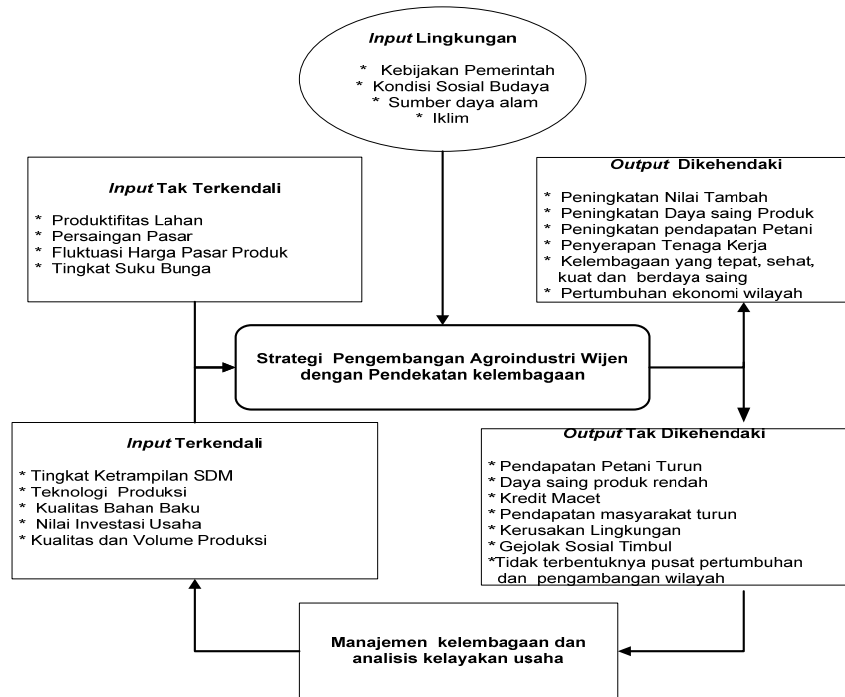 Input Lingkungan
* Kebijakan Pemerintah
* Kondisi Sosial Budaya
* Sumber daya alam
* Iklim
Input Tak Terkendali
* Produktifitas Lahan
* Persaingan Pasar
* Fluktuasi Harga Pasar Produk
* Tingkat Suku Bunga
Output Dikehendaki
* Peningkatan Nilai Tambah
* Peningkatan Daya saing Produk
* Peningkatan pendapatan Petani
* Penyerapan Tenaga Kerja
* Kelembagaan yang tepat, sehat,
kuat dan berdaya saing
* Pertumbuhan ekonomi wilayah
Strategi Pengembangan Agroindustri Wijen
dengan Pendekatan kelembagaan
Input Terkendali
* Tingkat Ketrampilan SDM
* Teknologi Produksi
* Kualitas Bahan Baku
* Nilai Investasi Usaha
* Kualitas dan Volume Produksi
Output Tak Dikehendaki
* Pendapatan Petani Turun
* Daya saing produk rendah
* Kredit Macet
* Pendapatan masyarakat turun
* Kerusakan Lingkungan
* Gejolak Sosial Timbul
*Tidak terbentuknya pusat pertumbuhan
dan pengambangan wilayah
Manajemen kelembagaan dan
analisis kelayakan usaha